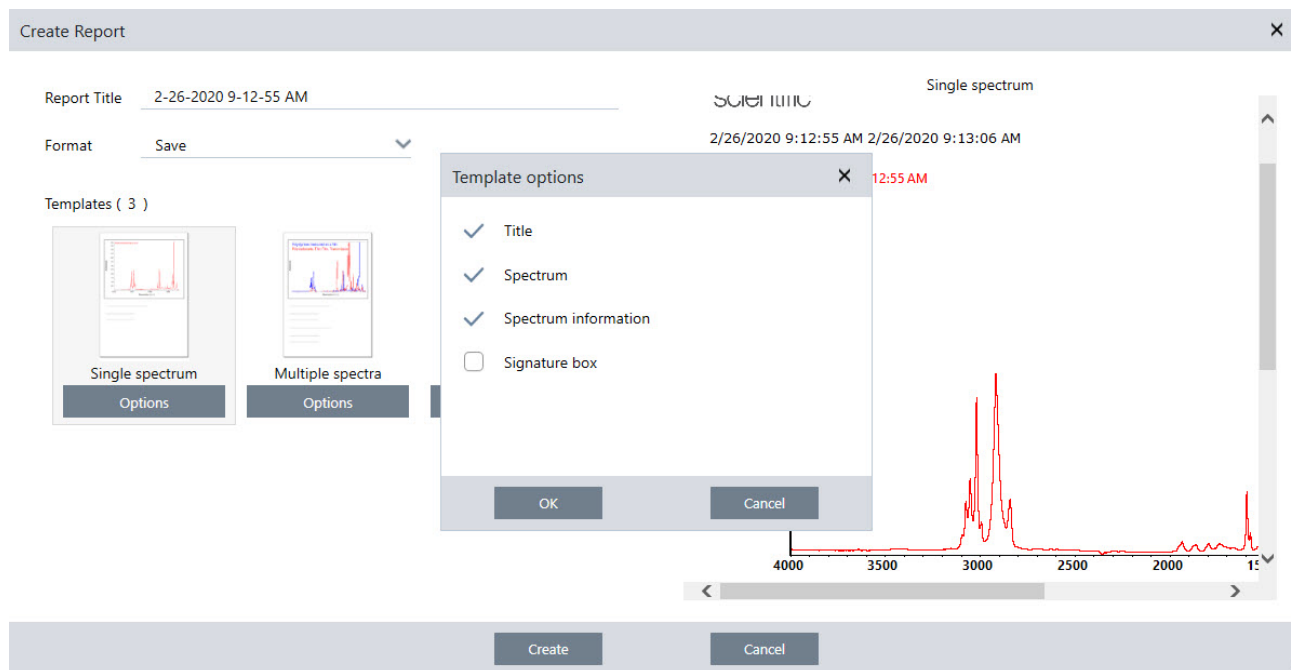 Create Report
Report Title 2-26-2020 9-12-55 AM
Format Save
Templates ( 3 )
Single spectrum
Options
Multiple spectra
Options
Template options
Title
Spectrum
Spectrum information
Signature box
OK Cancel
Single spectrum
2/26/2020 9:12:55 AM 2/26/2020 9:13:06 AM
12:55 AM
4000 3500 3000 2500 2000
Create Cancel